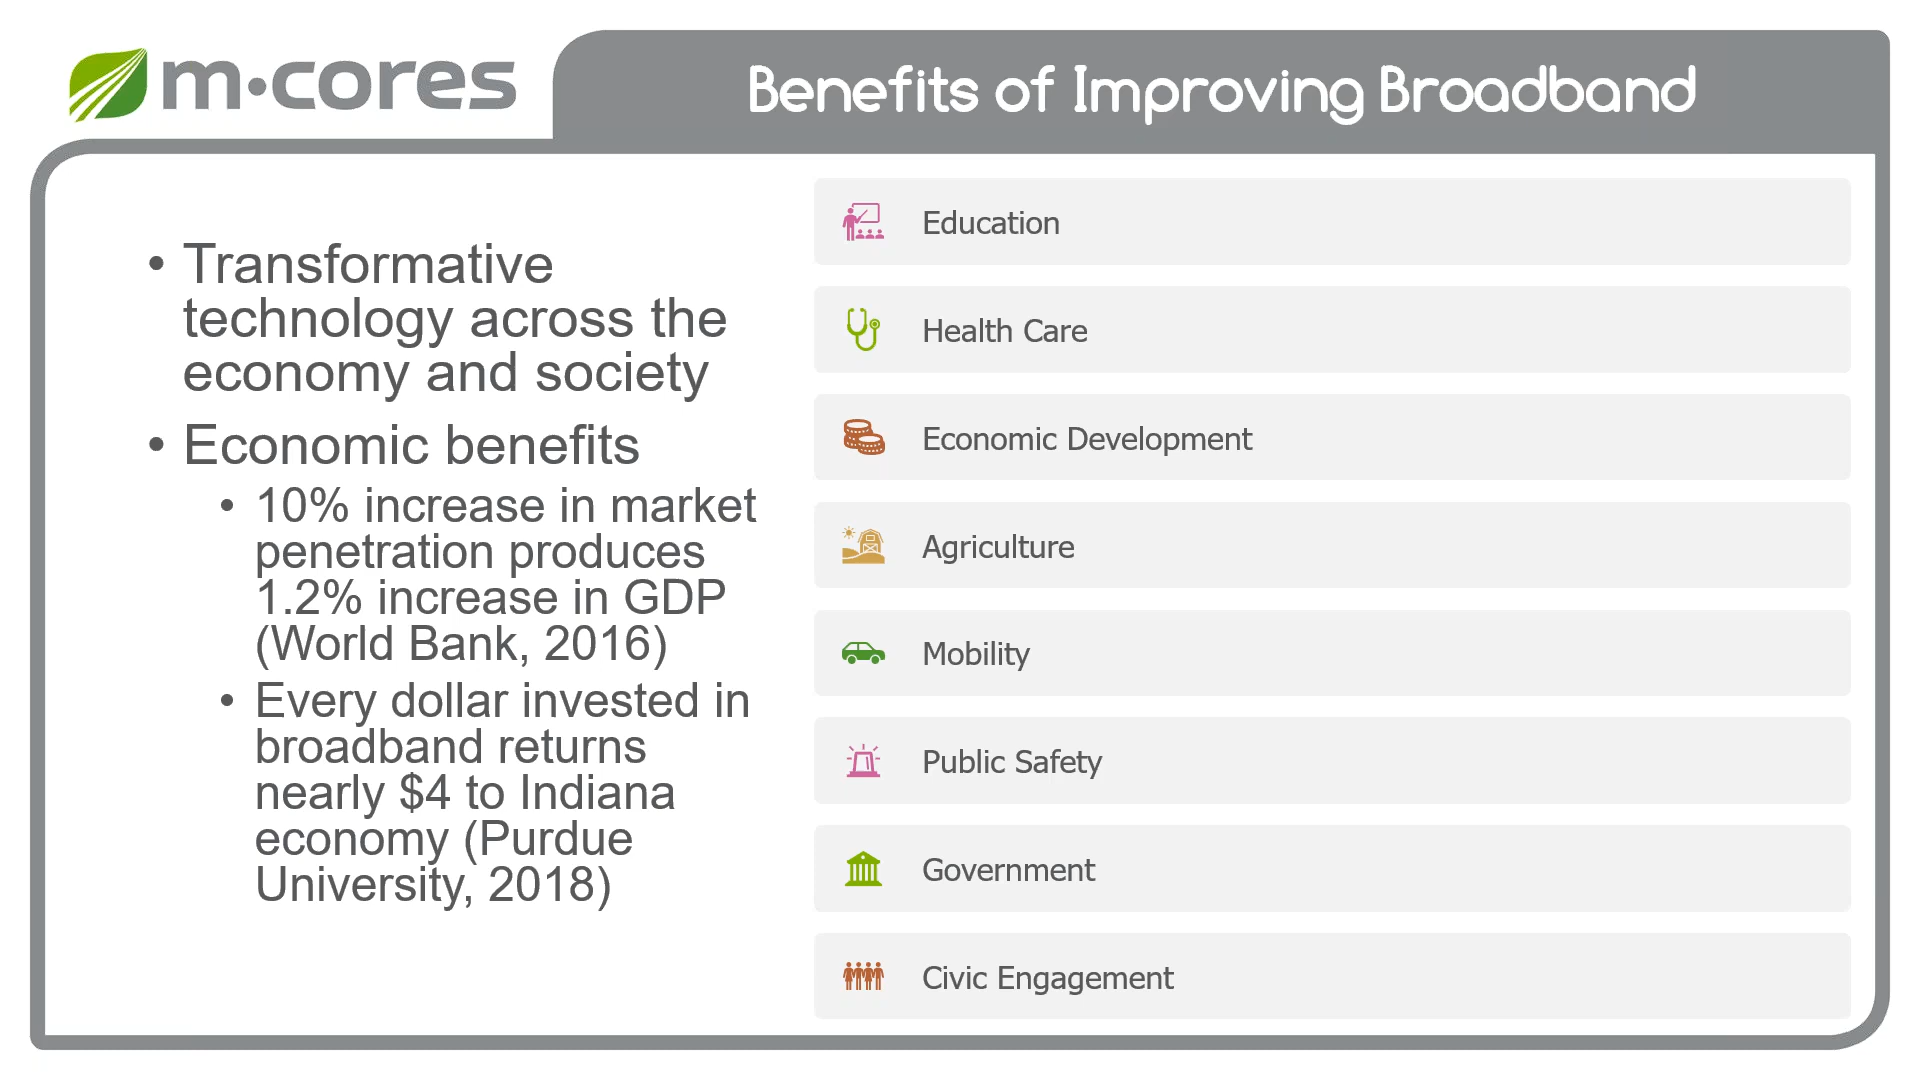 m·cores
Benefits of Improving Broadband
• Transformative
technology across the
economy and society
• Economic benefits
• 10% increase in market
penetration produces
1.2% increase in GDP
(World Bank, 2016)
• Every dollar invested in
broadband returns
nearly $4 to Indiana
economy (Purdue
University, 2018)
Education
Health Care
Economic Development
Agriculture
Mobility
Public Safety
Government
Civic Engagement